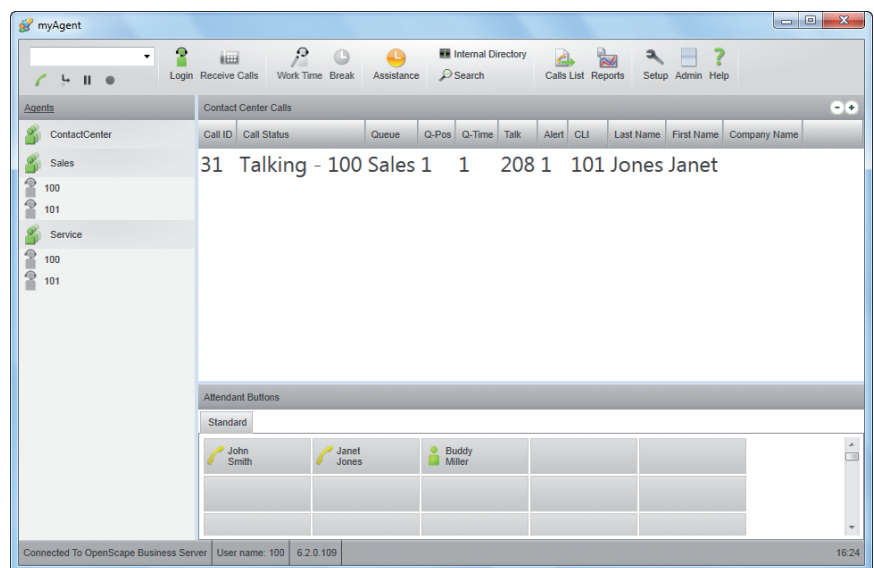 myAgent
Login Receive Calls Work Time Break Assistance Internal Directory Search Calls List Reports Setup Admin Help
Agents
ContactCenter
Sales
100
101
Service
100
101
Contact Center Calls
Call ID Call Status Queue Q-Pos Q-Time Talk Alert CLI Last Name First Name Company Name
31 Talking - 100 Sales 1 1 208 1 101 Jones Janet
Attendant Buttons
Standard
John
Smith
Janet
Jones
Buddy
Miller
Connected To OpenScape Business Server User name: 100 6.2.0.109 16:24